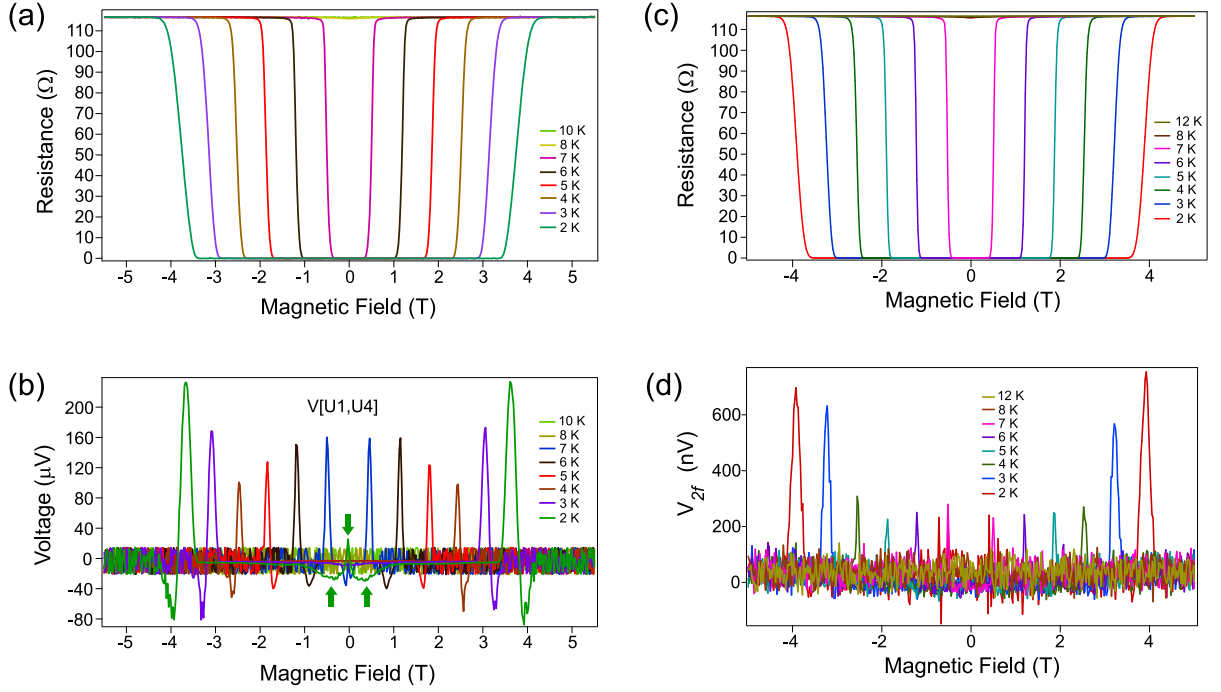 (a)
Resistance (Ω)
110
100
90
80
70
60
50
40
30
20
10
0
10 K
8 K
7 K
6 K
5 K
4 K
3 K
2 K
-5 -4 -3 -2 -1 0 1 2 3 4 5
Magnetic Field (T)
(c)
Resistance (Ω)
110
100
90
80
70
60
50
40
30
20
10
0
12 K
8 K
7 K
6 K
5 K
4 K
3 K
2 K
-4 -2 0 2 4
Magnetic Field (T)
(b)
Voltage (μV)
200
160
120
80
40
0
-40
-80
V[U1,U4]
10 K
8 K
7 K
6 K
5 K
4 K
3 K
2 K
-5 -4 -3 -2 -1 0 1 2 3 4 5
Magnetic Field (T)
(d)
V2f (nV)
600
400
200
0
12 K
8 K
7 K
6 K
5 K
4 K
3 K
2 K
-4 -2 0 2 4
Magnetic Field (T)